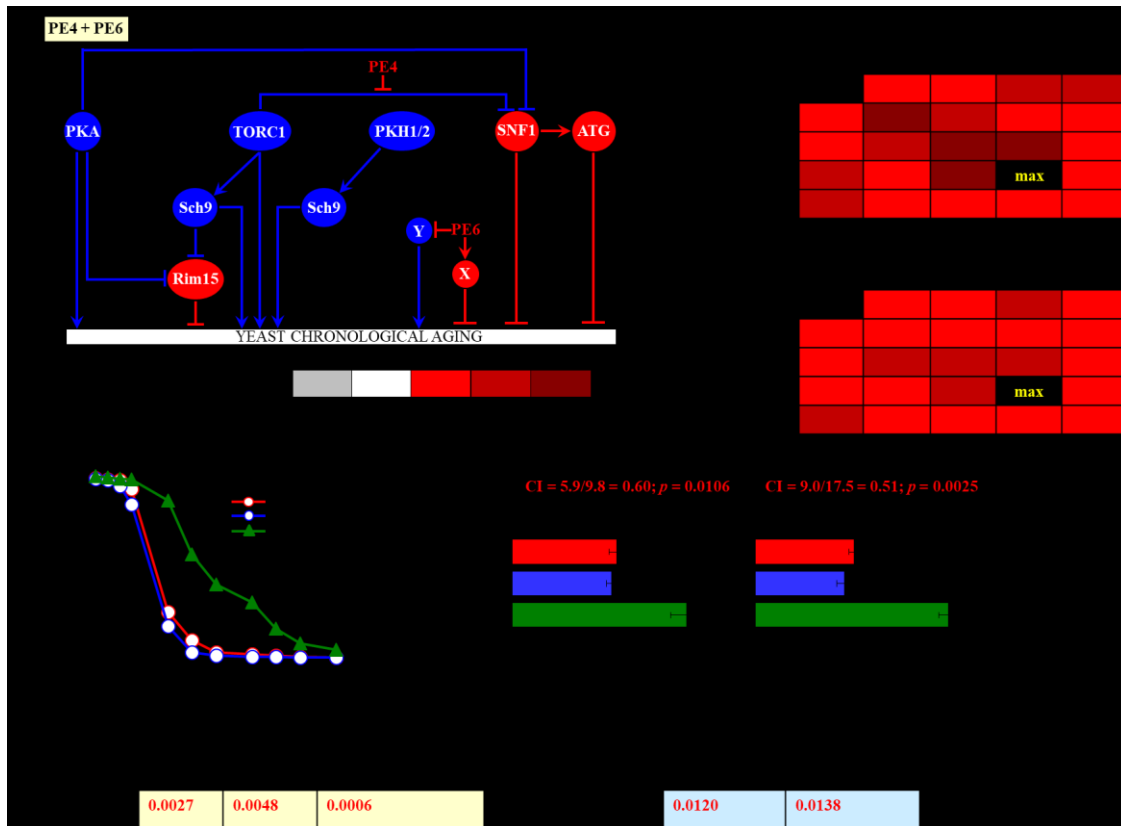 PE4 + PE6
PE4
PKA
TORC1
PKH1/2
SNF1
ATG
max
Sch9
Sch9
Y
PE6
X
Rim15
YEAST CHRONOLOGICAL AGING
max
CI = 5.9/9.8 = 0.60; p = 0.0106
CI = 9.0/17.5 = 0.51; p = 0.0025
0.0027
0.0048
0.0006
0.0120
0.0138